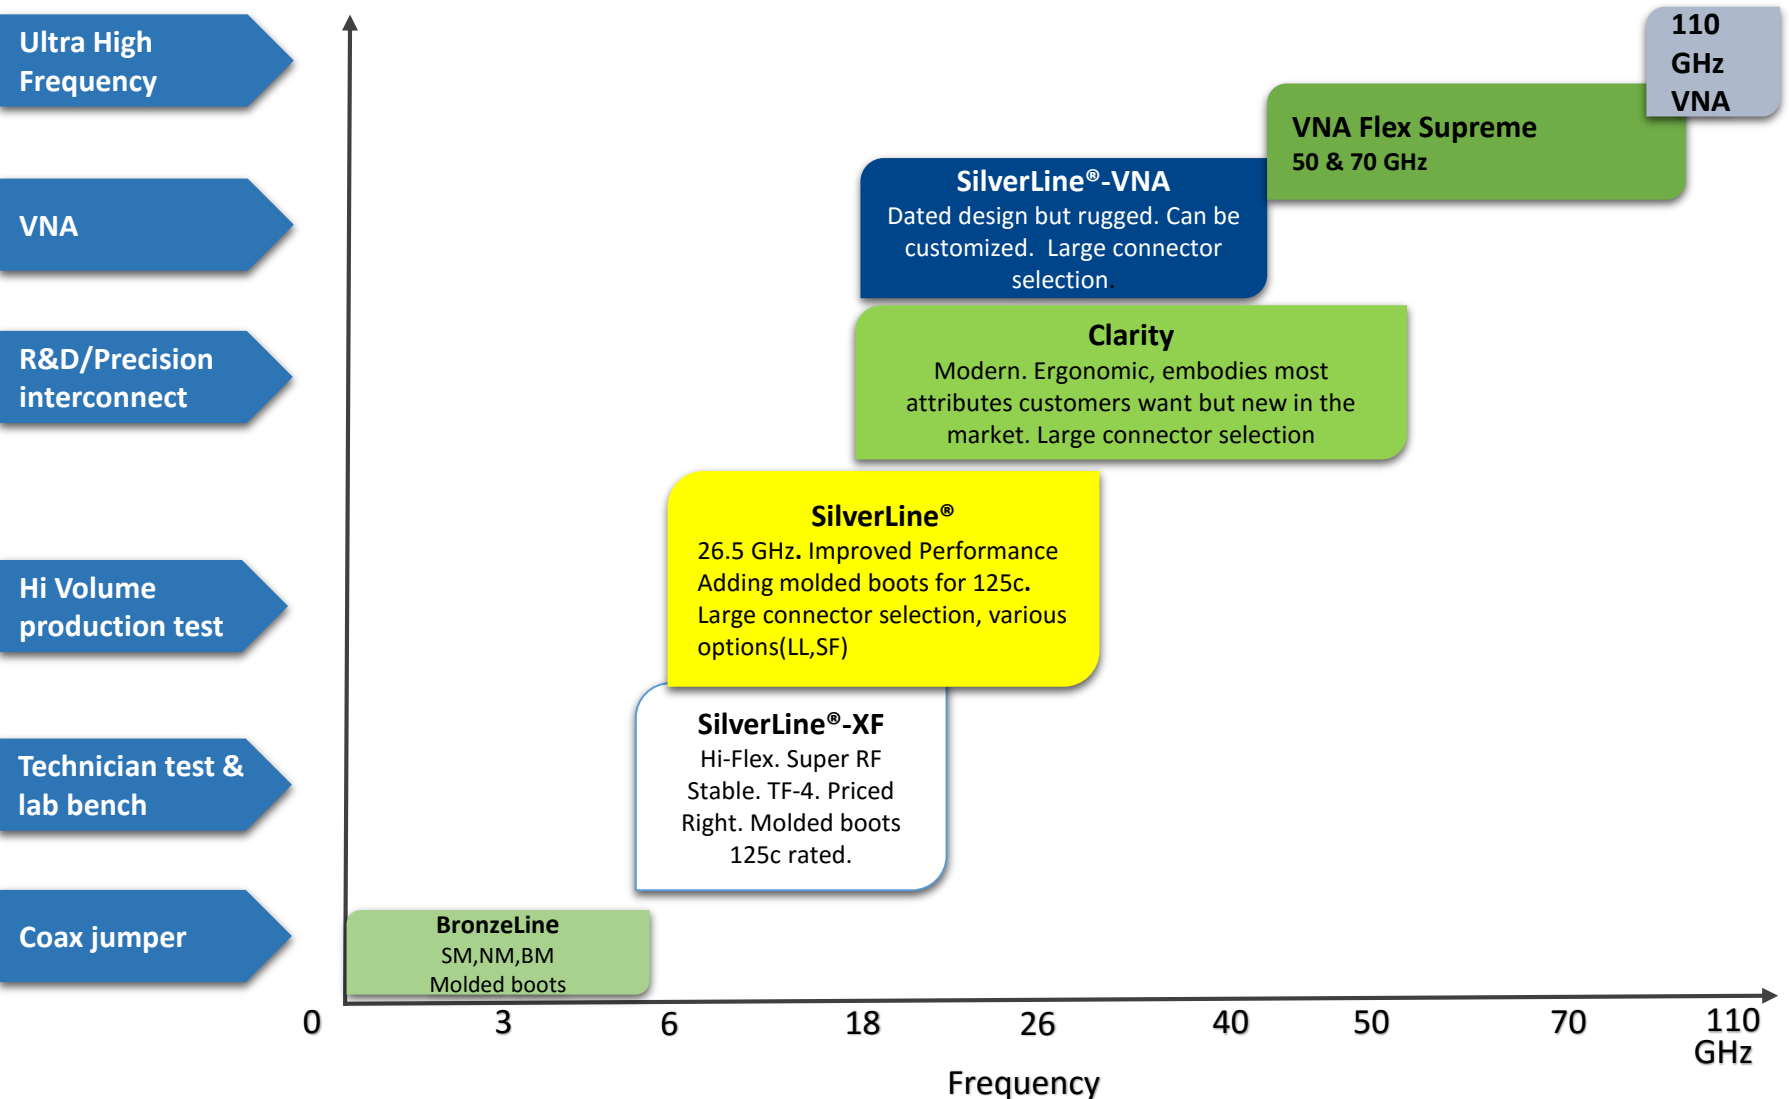 Ultra High
Frequency
VNA
R&D/Precision
interconnect
Hi Volume
production test
Technician test &
lab bench
Coax jumper
110
GHz
VNA
VNA Flex Supreme
50 & 70 GHz
SilverLine®-VNA
Dated design but rugged. Can be
customized.  Large connector
selection.
Clarity
Modern. Ergonomic, embodies most
attributes customers want but new in the
market. Large connector selection
SilverLine®
26.5 GHz. Improved Performance
Adding molded boots for 125c.
Large connector selection, various
options(LL,SF)
SilverLine®-XF
Hi-Flex. Super RF
Stable. TF-4. Priced
Right. Molded boots
125c rated.
BronzeLine
SM,NM,BM
Molded boots
0 3 6 18 26 40 50 70 110
GHz
Frequency